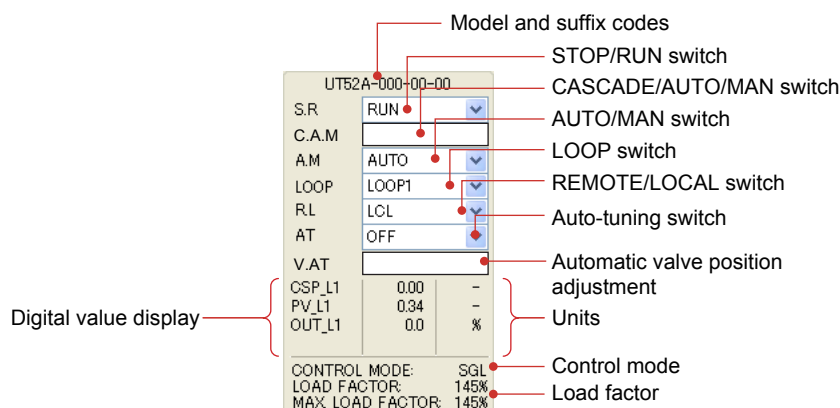 Model and suffix codes
STOP/RUN switch
UT52A-000-00-00
CASCADE/AUTO/MAN switch
S.R RUN
AUTO/MAN switch
C.A.M
LOOP switch
A.M AUTO
LOOP LOOP1
REMOTE/LOCAL switch
R.L LCL
Auto-tuning switch
AT OFF
V.AT
Automatic valve position
adjustment
CSP_L1 0.00 -
PV_L1 0.34 -
OUT_L1 0.0 %
Digital value display
Units
CONTROL MODE: SGL
Control mode
LOAD FACTOR: 145%
Load factor
MAX. LOAD FACTOR: 145%